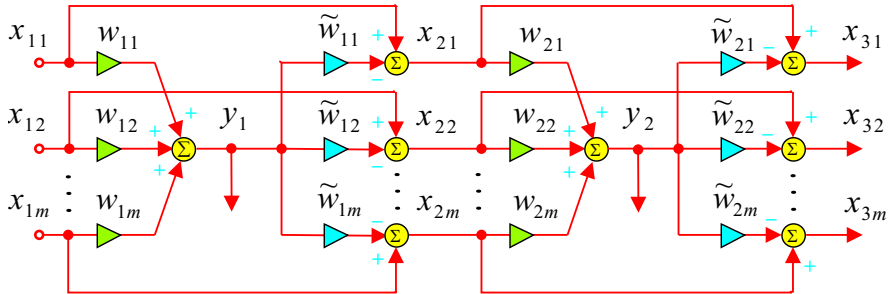 x₁₁ w₁₁ w̃₁₁ + x₂₁ w₂₁ w̃₂₁ + x₃₁
Σ − Σ
+ +
x₁₂ w₁₂ + Σ y₁ w̃₁₂ + − Σ x₂₂ w₂₂ + Σ y₂ w̃₂₂ − + Σ x₃₂
+ +
x₁ₘ w₁ₘ w̃₁ₘ − Σ + x₂ₘ w₂ₘ w̃₂ₘ − Σ + x₃ₘ